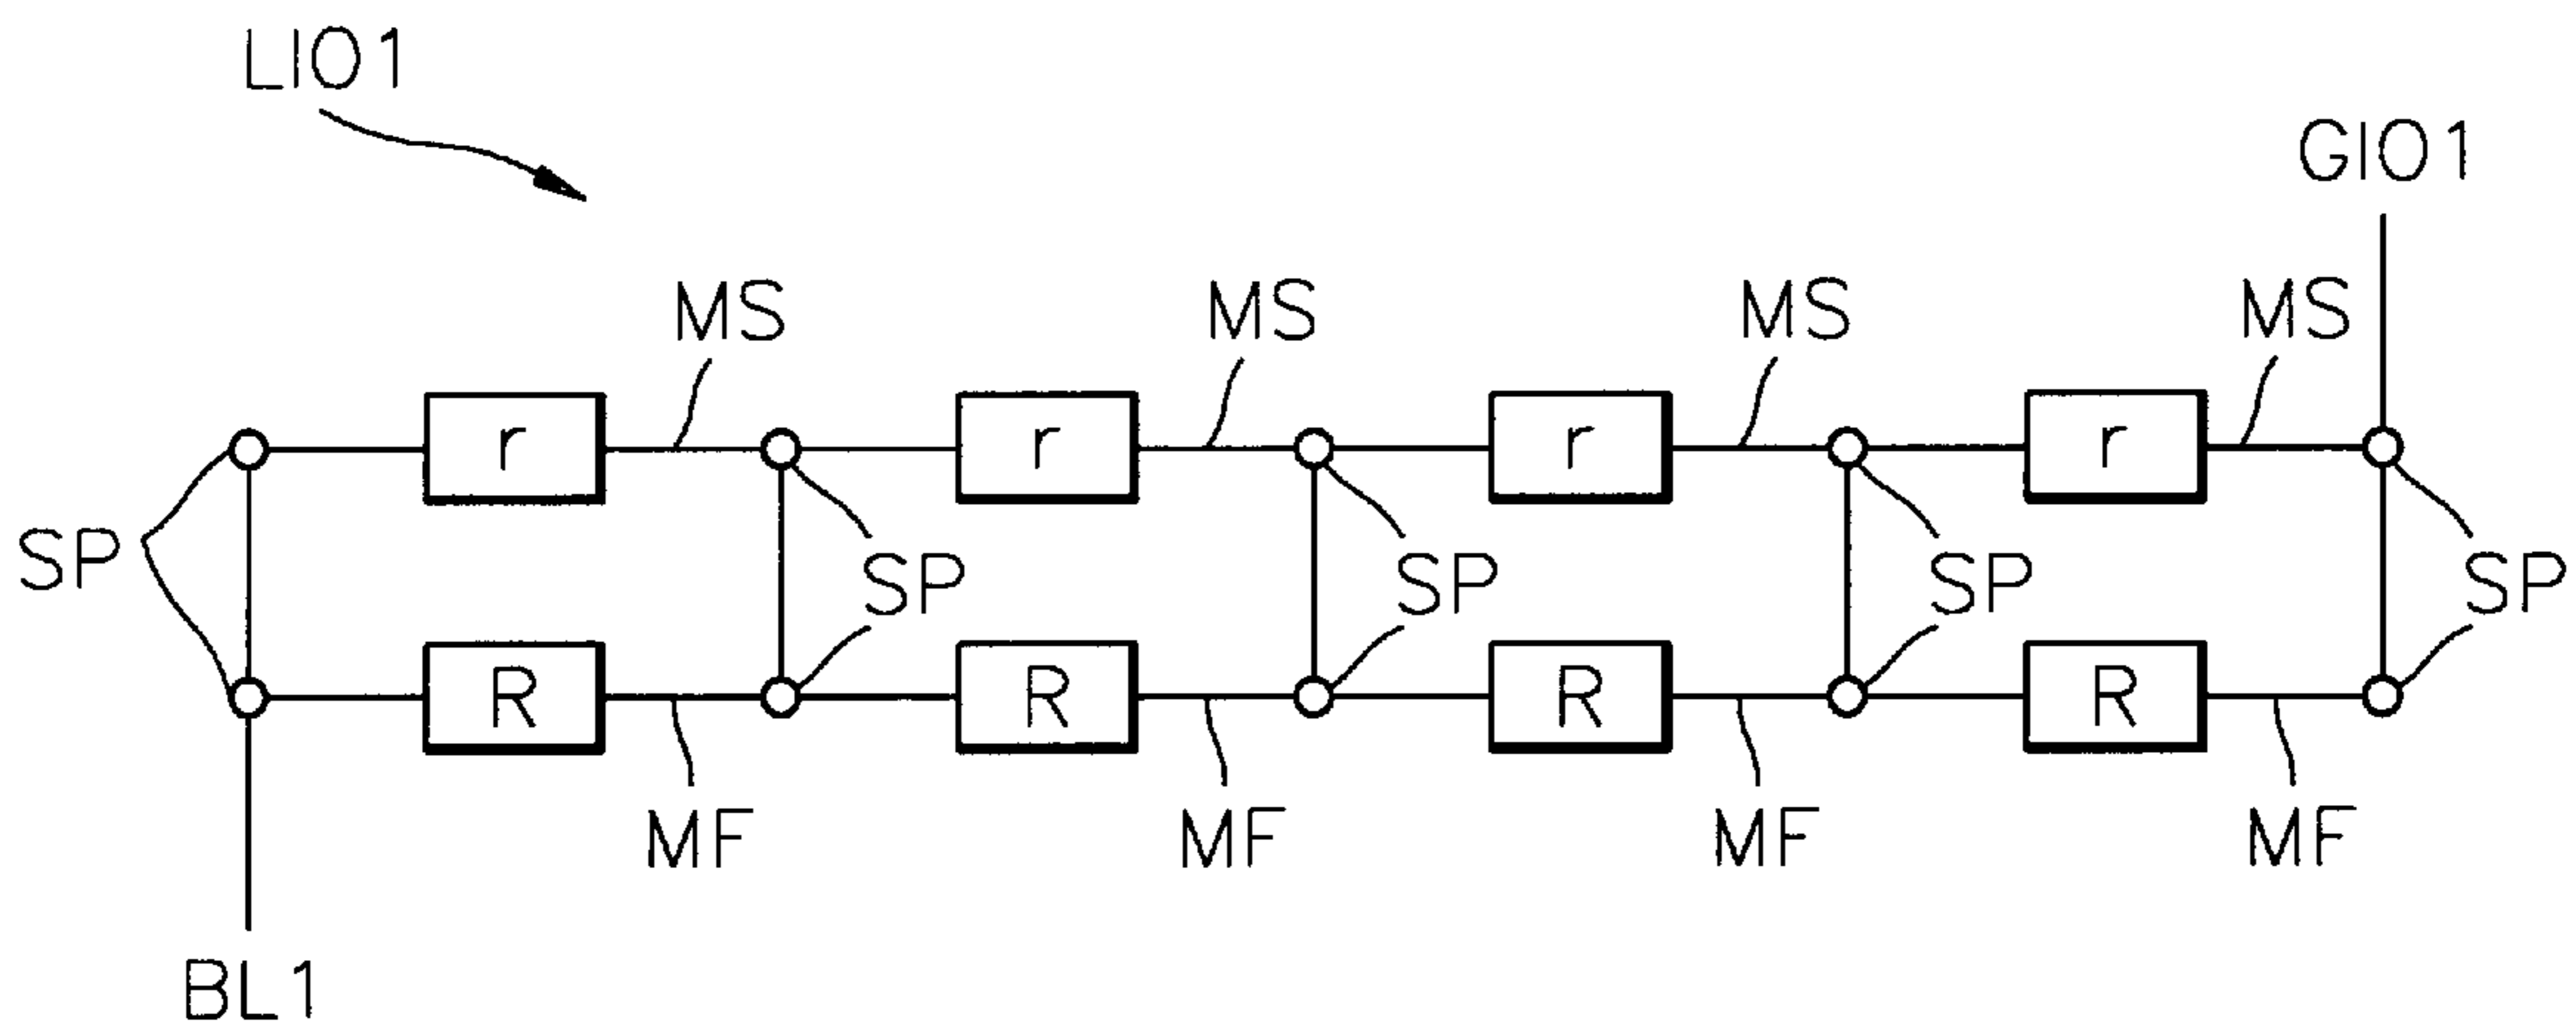 LIO1
GIO1
MS MS MS MS
r r r r
SP SP SP SP SP
R R R R
MF MF MF MF
BL1